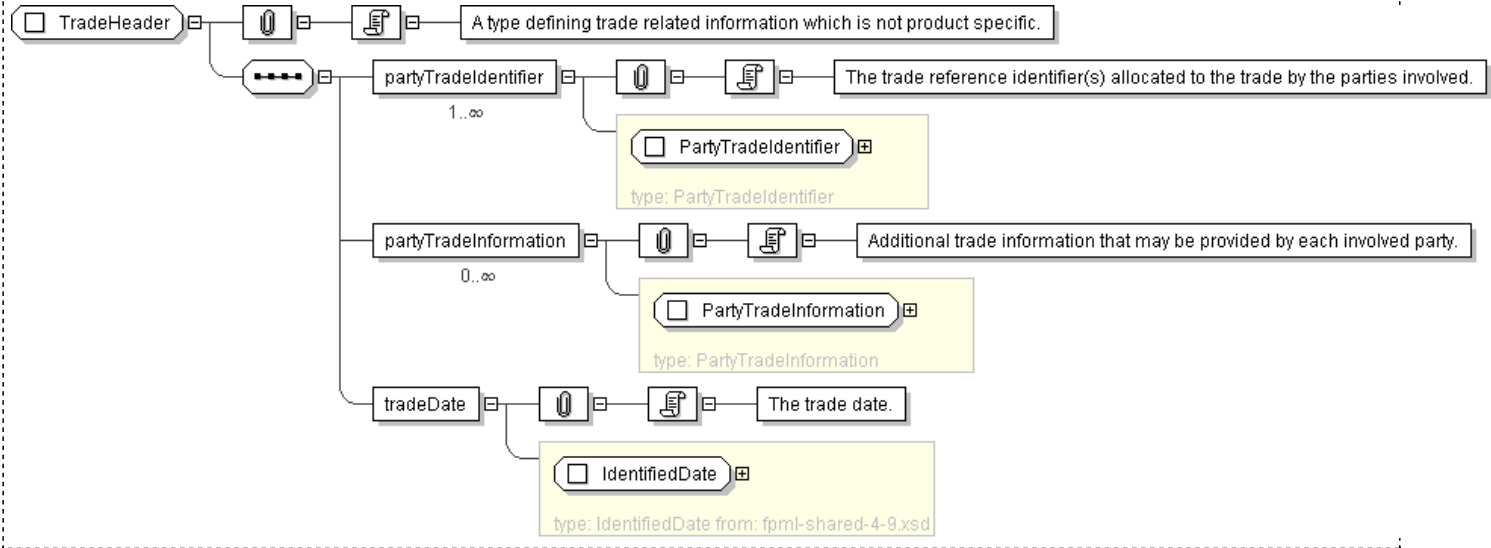 TradeHeader
A type defining trade related information which is not product specific.
partyTradeIdentifier
The trade reference identifier(s) allocated to the trade by the parties involved.
1..∞
PartyTradeIdentifier
type: PartyTradeIdentifier
partyTradeInformation
Additional trade information that may be provided by each involved party.
0..∞
PartyTradeInformation
type: PartyTradeInformation
tradeDate
The trade date.
IdentifiedDate
type: IdentifiedDate from: fpml-shared-4-9.xsd